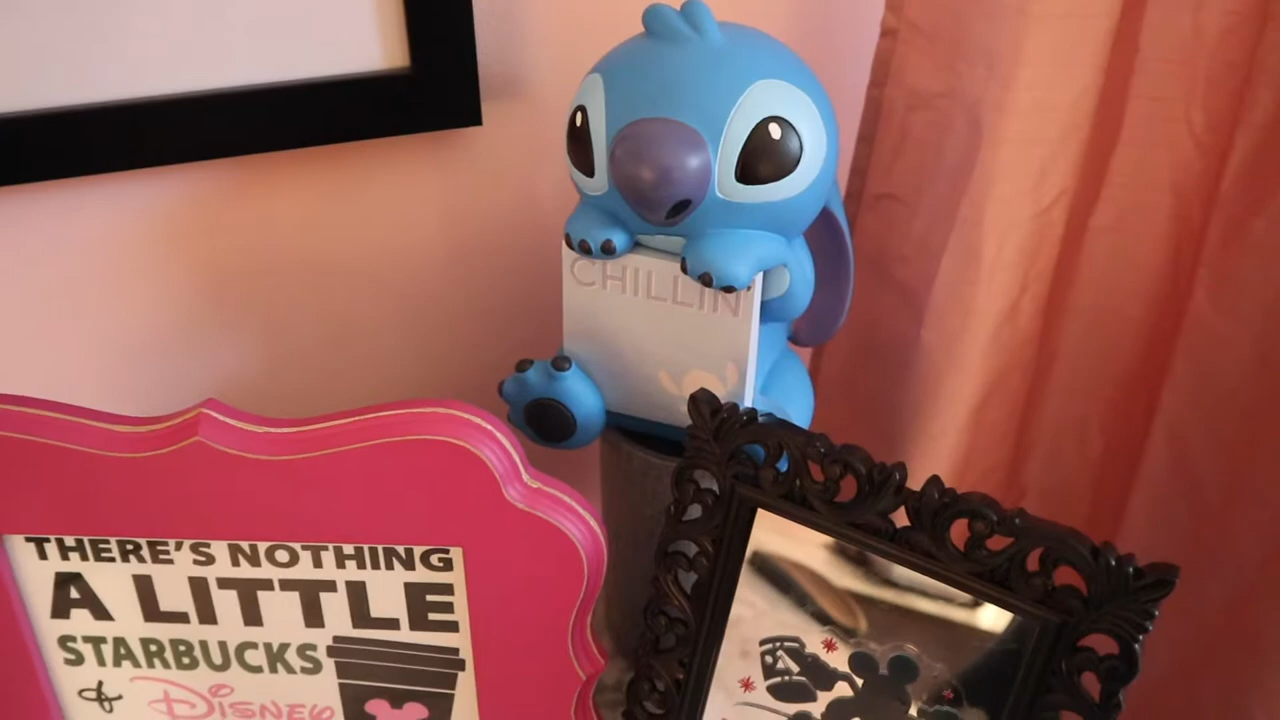 CHILLIN'
THERE'S NOTHING
A LITTLE
STARBUCKS
& Disney